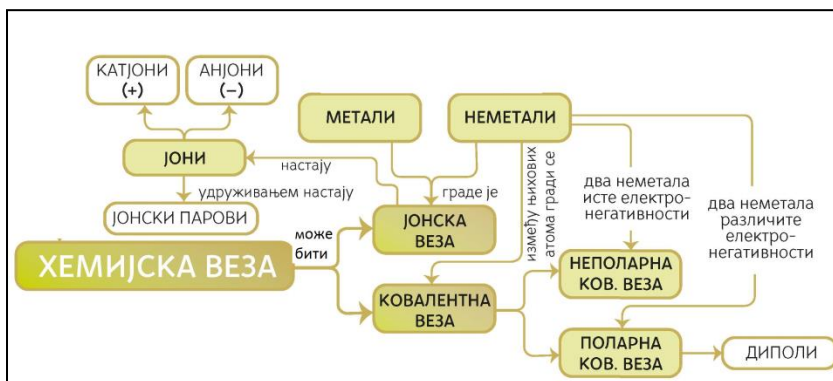 КАТЈОНИ
(+)
АНЈОНИ
(–)
МЕТАЛИ
НЕМЕТАЛИ
ЈОНИ
настају
удруживањем настају
ЈОНСКИ ПАРОВИ
граде је
између њихових
атома гради се
два неметала
исте електро-
негативности
два неметала
различите
електро-
негативности
може
бити
ЈОНСКА
ВЕЗА
ХЕМИЈСКА ВЕЗА
НЕПОЛАРНА
КОВ. ВЕЗА
КОВАЛЕНТНА
ВЕЗА
ПОЛАРНА
КОВ. ВЕЗА
ДИПОЛИ